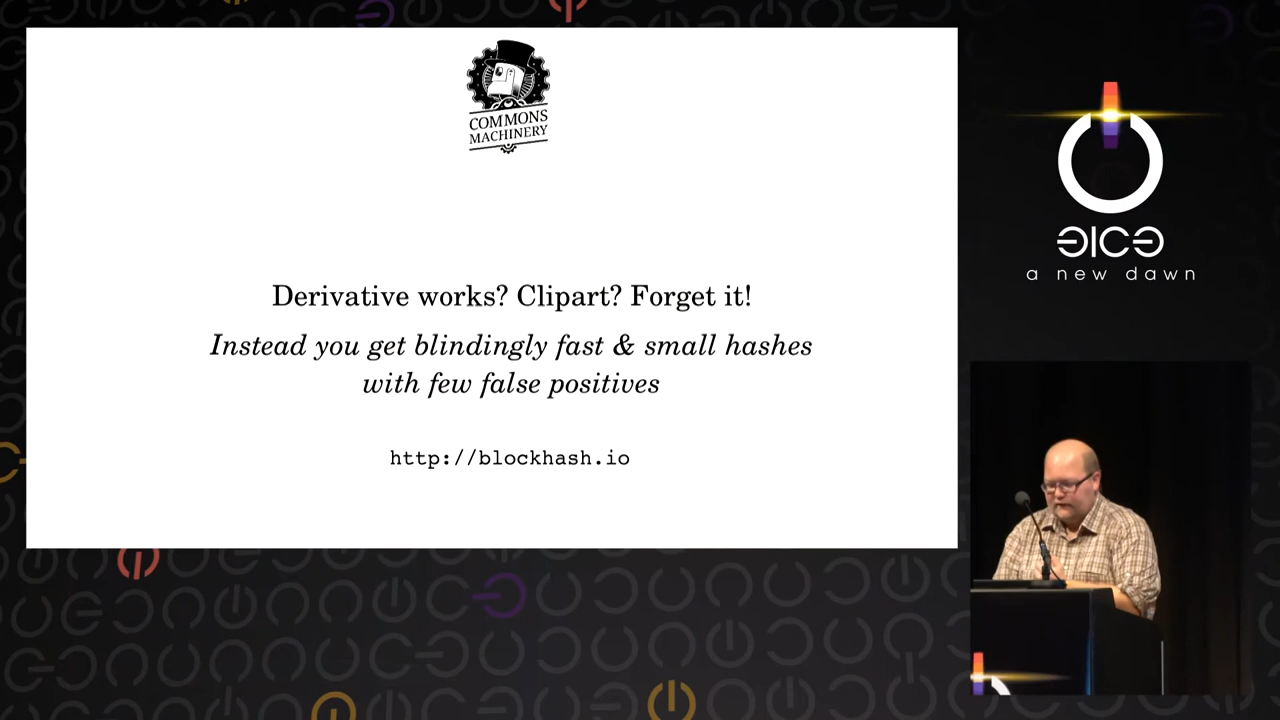 COMMONS
MACHINERY
Derivative works? Clipart? Forget it!
Instead you get blindingly fast & small hashes
with few false positives
http://blockhash.io
31C3
a new dawn